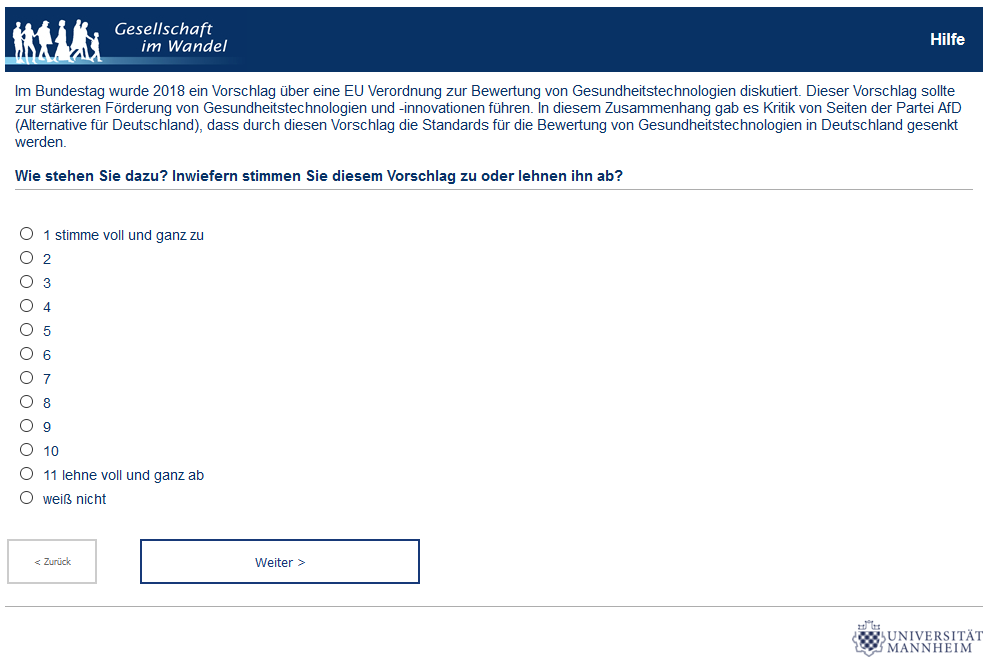 Gesellschaft
im Wandel
Hilfe
Im Bundestag wurde 2018 ein Vorschlag über eine EU Verordnung zur Bewertung von Gesundheitstechnologien diskutiert. Dieser Vorschlag sollte
zur stärkeren Förderung von Gesundheitstechnologien und -innovationen führen. In diesem Zusammenhang gab es Kritik von Seiten der Partei AfD
(Alternative für Deutschland), dass durch diesen Vorschlag die Standards für die Bewertung von Gesundheitstechnologien in Deutschland gesenkt
werden.
Wie stehen Sie dazu? Inwiefern stimmen Sie diesem Vorschlag zu oder lehnen ihn ab?
1 stimme voll und ganz zu
2
3
4
5
6
7
8
9
10
11 lehne voll und ganz ab
weiß nicht
< Zurück
Weiter >
UNIVERSITÄT
MANNHEIM